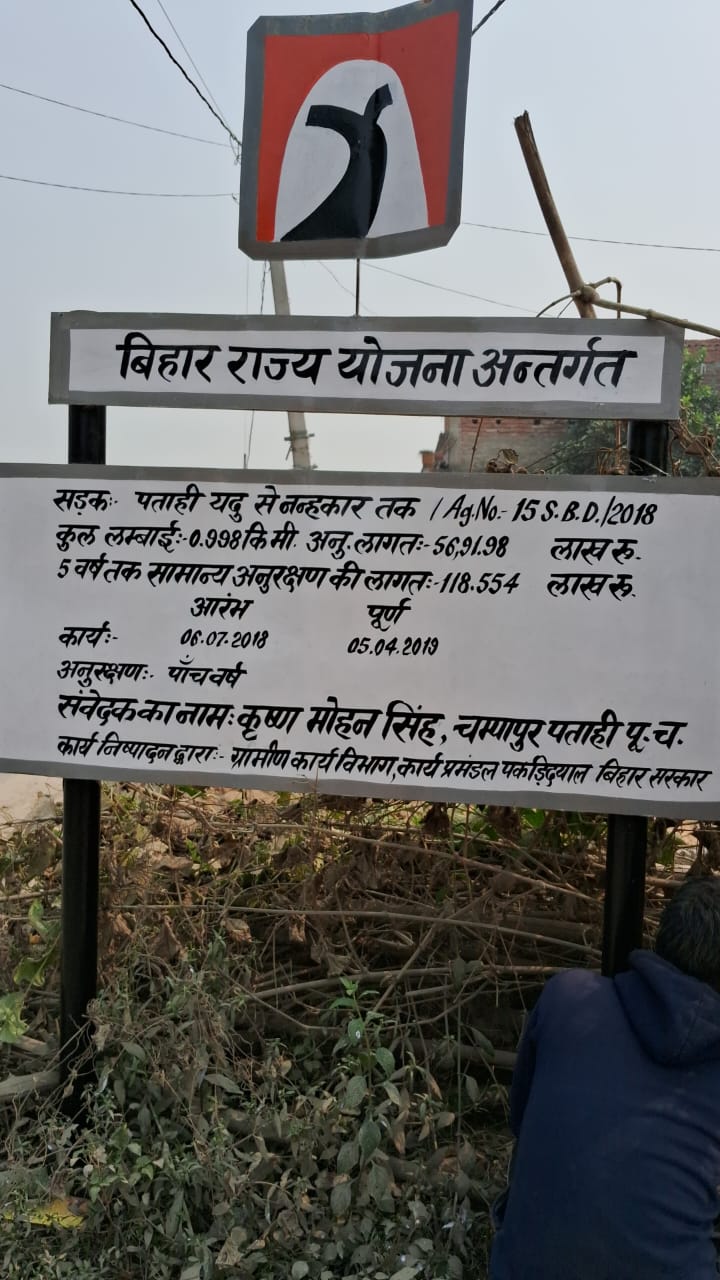 बिहार राज्य योजना अन्तर्गत
सड़कः- पताही यदु से नन्हकार तक / Ag.No.- 15 S.B.D./2018
कुल लम्बाईः-0.998 कि मी. अनु. लागतः-56,91.98 लाख रू.
5 वर्ष तक सामान्य अनुरक्षण की लागतः-118.554 लाख रू.
आरंभ पूर्ण
कार्यः- 06.07.2018 05.04.2019
अनुरक्षणः- पाँच वर्ष
संवेदक का नामः कृष्ण मोहन सिंह, चम्पापुर पताही पू. च.
कार्य निष्पादन द्वाराः- ग्रामीण कार्य विभाग, कार्य प्रमंडल पकड़िदयाल बिहार सरकार